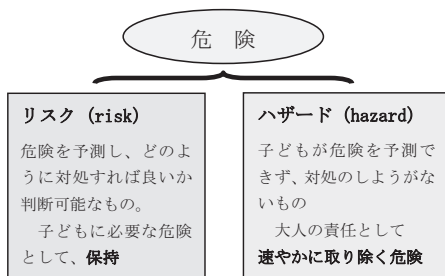 危　険
リスク (risk)
危険を予測し、どのよ
うに対処すれば良いか
判断可能なもの。
　子どもに必要な危険
として、保持
ハザード (hazard)
子どもが危険を予測で
きず、対処のしようがな
いもの
　大人の責任として
速やかに取り除く危険